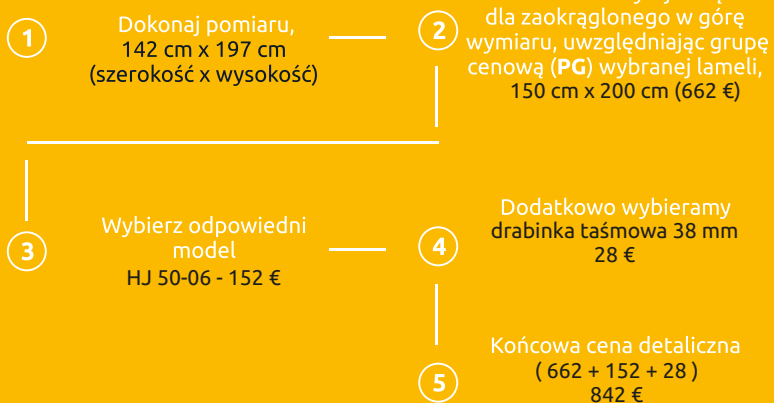 1
Dokonaj pomiaru,
142 cm x 197 cm
(szerokość x wysokość)
2
dla zaokrąglonego w górę
wymiaru, uwzględniając grupę
cenową (PG) wybranej lameli,
150 cm x 200 cm (662 €)
3
Wybierz odpowiedni
model
HJ 50-06 - 152 €
4
Dodatkowo wybieramy
drabinka taśmowa 38 mm
28 €
5
Końcowa cena detaliczna
( 662 + 152 + 28 )
842 €